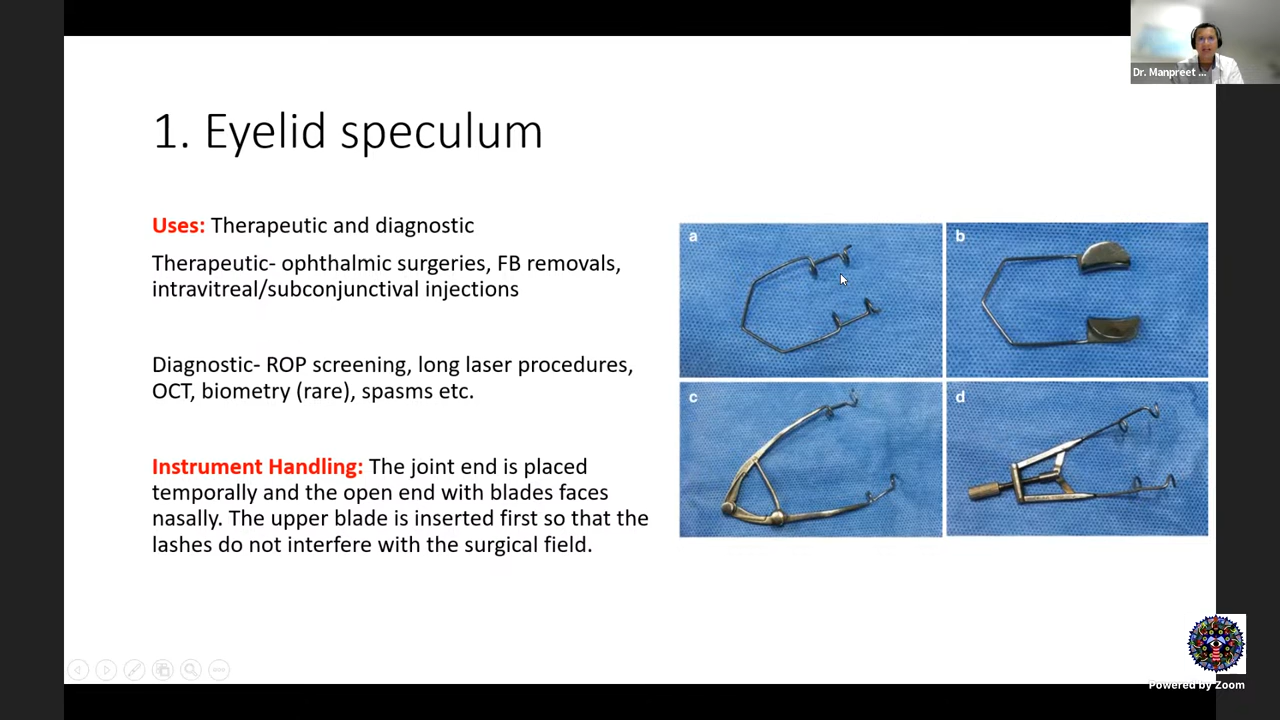 Dr. Manpreet ...
1. Eyelid speculum
Uses: Therapeutic and diagnostic
Therapeutic- ophthalmic surgeries, FB removals,
intravitreal/subconjunctival injections
Diagnostic- ROP screening, long laser procedures,
OCT, biometry (rare), spasms etc.
Instrument Handling: The joint end is placed
temporally and the open end with blades faces
nasally. The upper blade is inserted first so that the
lashes do not interfere with the surgical field.
a
b
c
d
Powered by Zoom